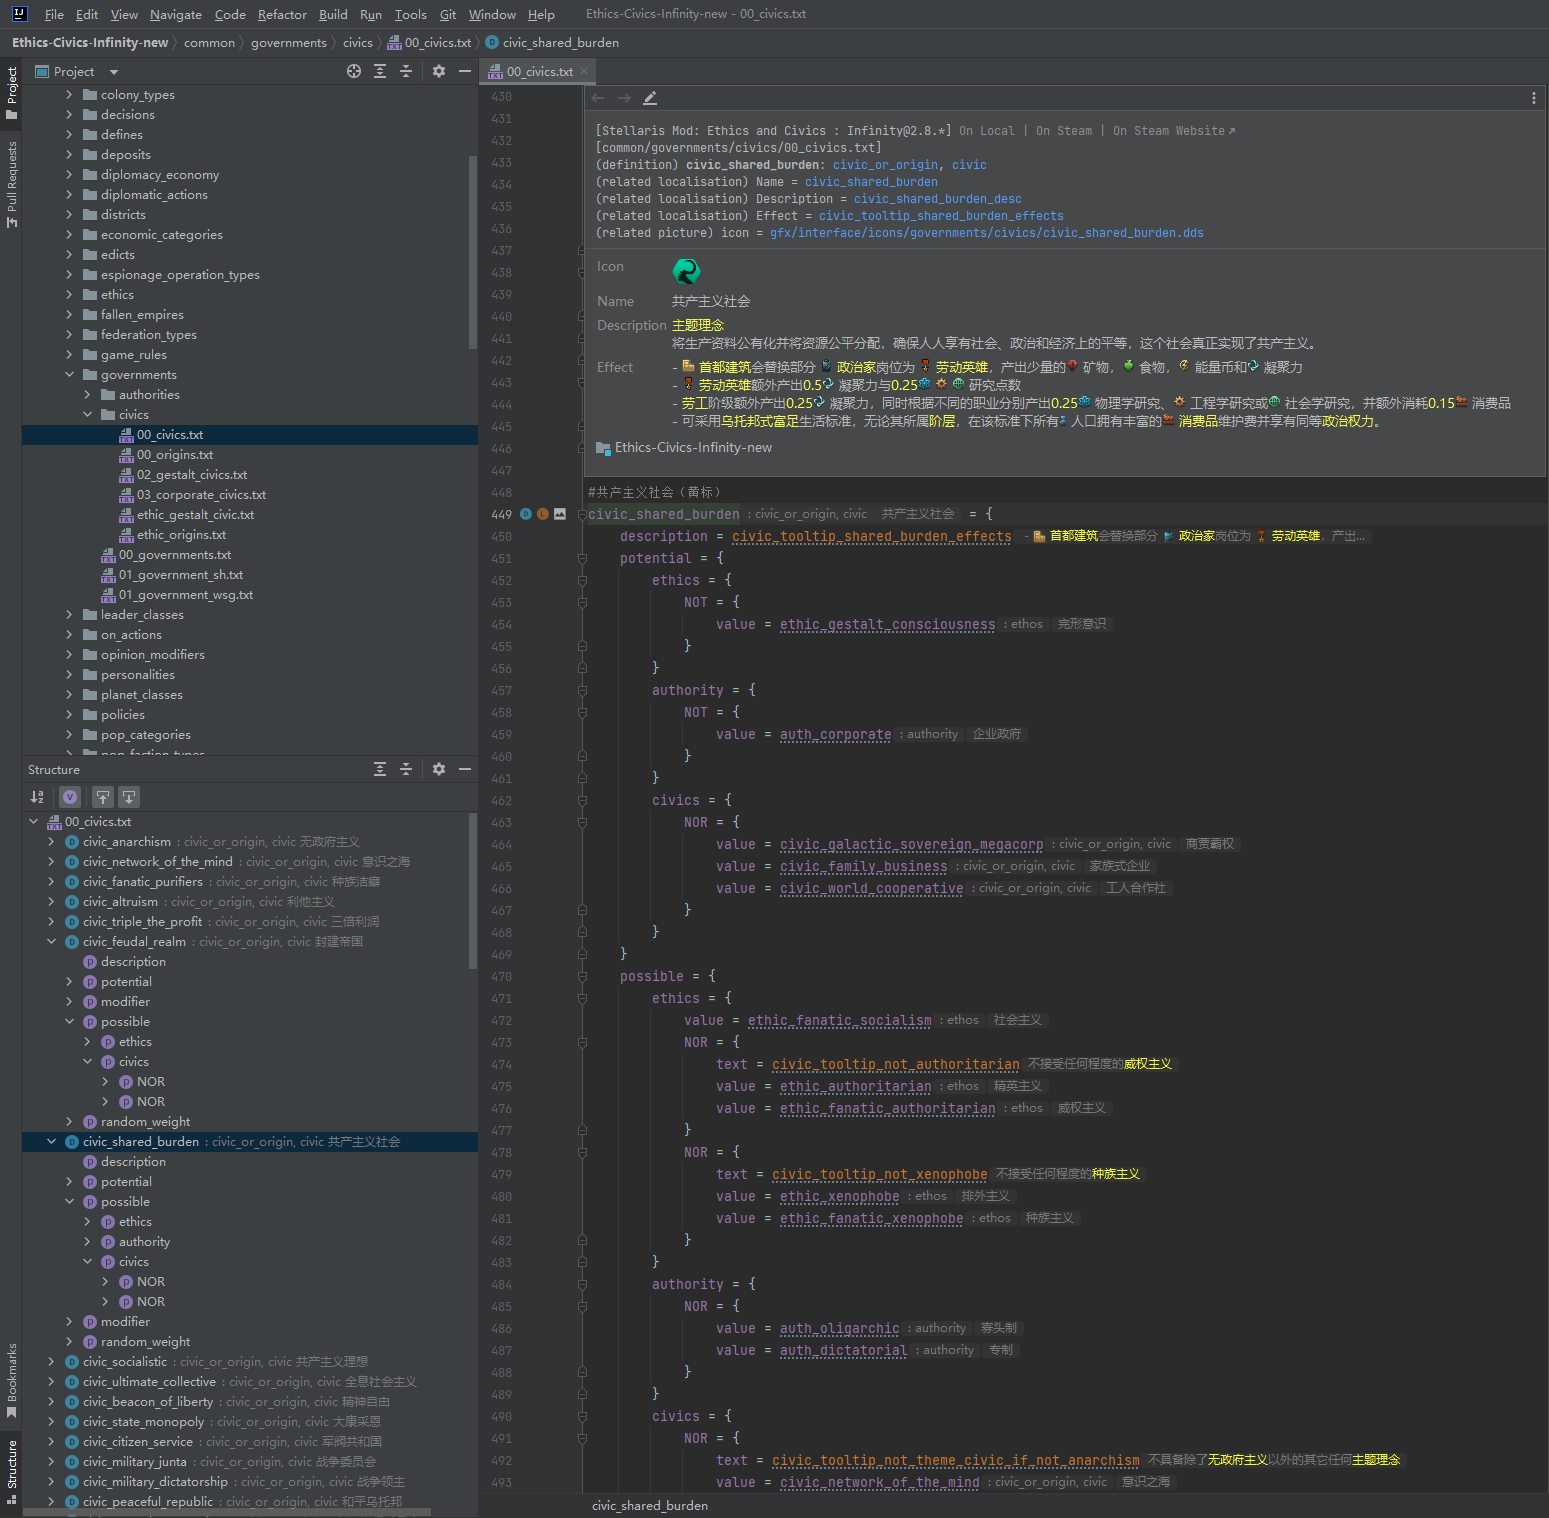 File Edit View Navigate Code Refactor Build Run Tools Git Window Help Ethics-Civics-Infinity-new - 00_civics.txt
Ethics-Civics-Infinity-new common governments civics 00_civics.txt civic_shared_burden
Project
Pull Requests
Bookmarks
Structure
Project
colony_types
decisions
defines
deposits
diplomacy_economy
diplomatic_actions
districts
economic_categories
edicts
espionage_operation_types
ethics
fallen_empires
federation_types
game_rules
governments
authorities
civics
00_civics.txt
00_origins.txt
02_gestalt_civics.txt
03_corporate_civics.txt
ethic_gestalt_civic.txt
ethic_origins.txt
00_governments.txt
01_government_sh.txt
01_government_wsg.txt
leader_classes
on_actions
opinion_modifiers
personalities
planet_classes
policies
pop_categories
pop_faction_types
Structure
00_civics.txt
civic_anarchism : civic_or_origin, civic 无政府主义
civic_network_of_the_mind : civic_or_origin, civic 意识之海
civic_fanatic_purifiers : civic_or_origin, civic 种族洁癖
civic_altruism : civic_or_origin, civic 利他主义
civic_triple_the_profit : civic_or_origin, civic 三倍利润
civic_feudal_realm : civic_or_origin, civic 封建帝国
description
potential
modifier
possible
ethics
civics
NOR
NOR
random_weight
civic_shared_burden : civic_or_origin, civic 共产主义社会
description
potential
possible
ethics
authority
civics
NOR
NOR
modifier
random_weight
civic_socialistic : civic_or_origin, civic 共产主义理想
civic_ultimate_collective : civic_or_origin, civic 全息社会主义
civic_beacon_of_liberty : civic_or_origin, civic 精神自由
civic_state_monopoly : civic_or_origin, civic 大康采恩
civic_citizen_service : civic_or_origin, civic 军阀共和国
civic_military_junta : civic_or_origin, civic 战争委员会
civic_military_dictatorship : civic_or_origin, civic 战争领主
civic_peaceful_republic : civic_or_origin, civic 和平乌托邦
00_civics.txt
430
431
432
433
434
435
436
437
438
439
440
441
442
443
444
445
446
447
[Stellaris Mod: Ethics and Civics : Infinity@2.8.*] On Local | On Steam | On Steam Website
[common/governments/civics/00_civics.txt]
(definition) civic_shared_burden: civic_or_origin, civic
(related localisation) Name = civic_shared_burden
(related localisation) Description = civic_shared_burden_desc
(related localisation) Effect = civic_tooltip_shared_burden_effects
(related picture) icon = gfx/interface/icons/governments/civics/civic_shared_burden.dds
Icon
Name 共产主义社会
Description 主题理念
将生产资料公有化并将资源公平分配，确保人人享有社会、政治和经济上的平等，这个社会真正实现了共产主义。
Effect - 首都建筑会替换部分 政治家岗位为 劳动英雄，产出少量的 矿物， 食物， 能量币和 凝聚力
- 劳动英雄额外产出0.5 凝聚力与0.25 研究点数
- 劳工阶级额外产出0.25 凝聚力，同时根据不同的职业分别产出0.25 物理学研究、 工程学研究或 社会学研究，并额外消耗0.15 消费品
- 可采用乌托邦式富足生活标准，无论其所属阶层，在该标准下所有 人口拥有丰富的 消费品维护费并享有同等政治权力。
Ethics-Civics-Infinity-new
448 #共产主义社会（黄标）
449 civic_shared_burden : civic_or_origin, civic 共产主义社会 = {
450 description = civic_tooltip_shared_burden_effects - 首都建筑会替换部分 政治家岗位为 劳动英雄，产出...
451 potential = {
452 ethics = {
453 NOT = {
454 value = ethic_gestalt_consciousness : ethos 完形意识
455 }
456 }
457 authority = {
458 NOT = {
459 value = auth_corporate : authority 企业政府
460 }
461 }
462 civics = {
463 NOR = {
464 value = civic_galactic_sovereign_megacorp : civic_or_origin, civic 商贾霸权
465 value = civic_family_business : civic_or_origin, civic 家族式企业
466 value = civic_world_cooperative : civic_or_origin, civic 工人合作社
467 }
468 }
469 }
470 possible = {
471 ethics = {
472 value = ethic_fanatic_socialism : ethos 社会主义
473 NOR = {
474 text = civic_tooltip_not_authoritarian 不接受任何程度的威权主义
475 value = ethic_authoritarian : ethos 精英主义
476 value = ethic_fanatic_authoritarian : ethos 威权主义
477 }
478 NOR = {
479 text = civic_tooltip_not_xenophobe 不接受任何程度的种族主义
480 value = ethic_xenophobe : ethos 排外主义
481 value = ethic_fanatic_xenophobe : ethos 种族主义
482 }
483 }
484 authority = {
485 NOR = {
486 value = auth_oligarchic : authority 寡头制
487 value = auth_dictatorial : authority 专制
488 }
489 }
490 civics = {
491 NOR = {
492 text = civic_tooltip_not_theme_civic_if_not_anarchism 不具备除了无政府主义以外的其它任何主题理念
493 value = civic_network_of_the_mind : civic_or_origin, civic 意识之海
civic_shared_burden